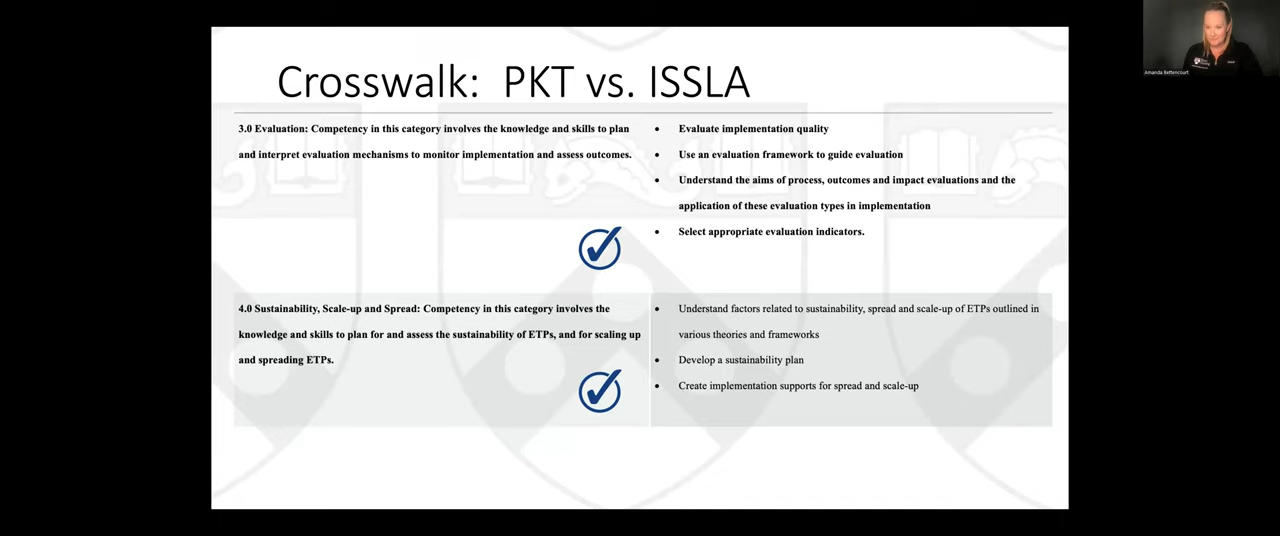 Crosswalk: PKT vs. ISSLA
3.0 Evaluation: Competency in this category involves the knowledge and skills to plan
and interpret evaluation mechanisms to monitor implementation and assess outcomes.
• Evaluate implementation quality
• Use an evaluation framework to guide evaluation
• Understand the aims of process, outcomes and impact evaluations and the
application of these evaluation types in implementation
• Select appropriate evaluation indicators.
4.0 Sustainability, Scale-up and Spread: Competency in this category involves the
knowledge and skills to plan for and assess the sustainability of ETPs, and for scaling up
and spreading ETPs.
• Understand factors related to sustainability, spread and scale-up of ETPs outlined in
various theories and frameworks
• Develop a sustainability plan
• Create implementation supports for spread and scale-up
Amanda Bettencourt